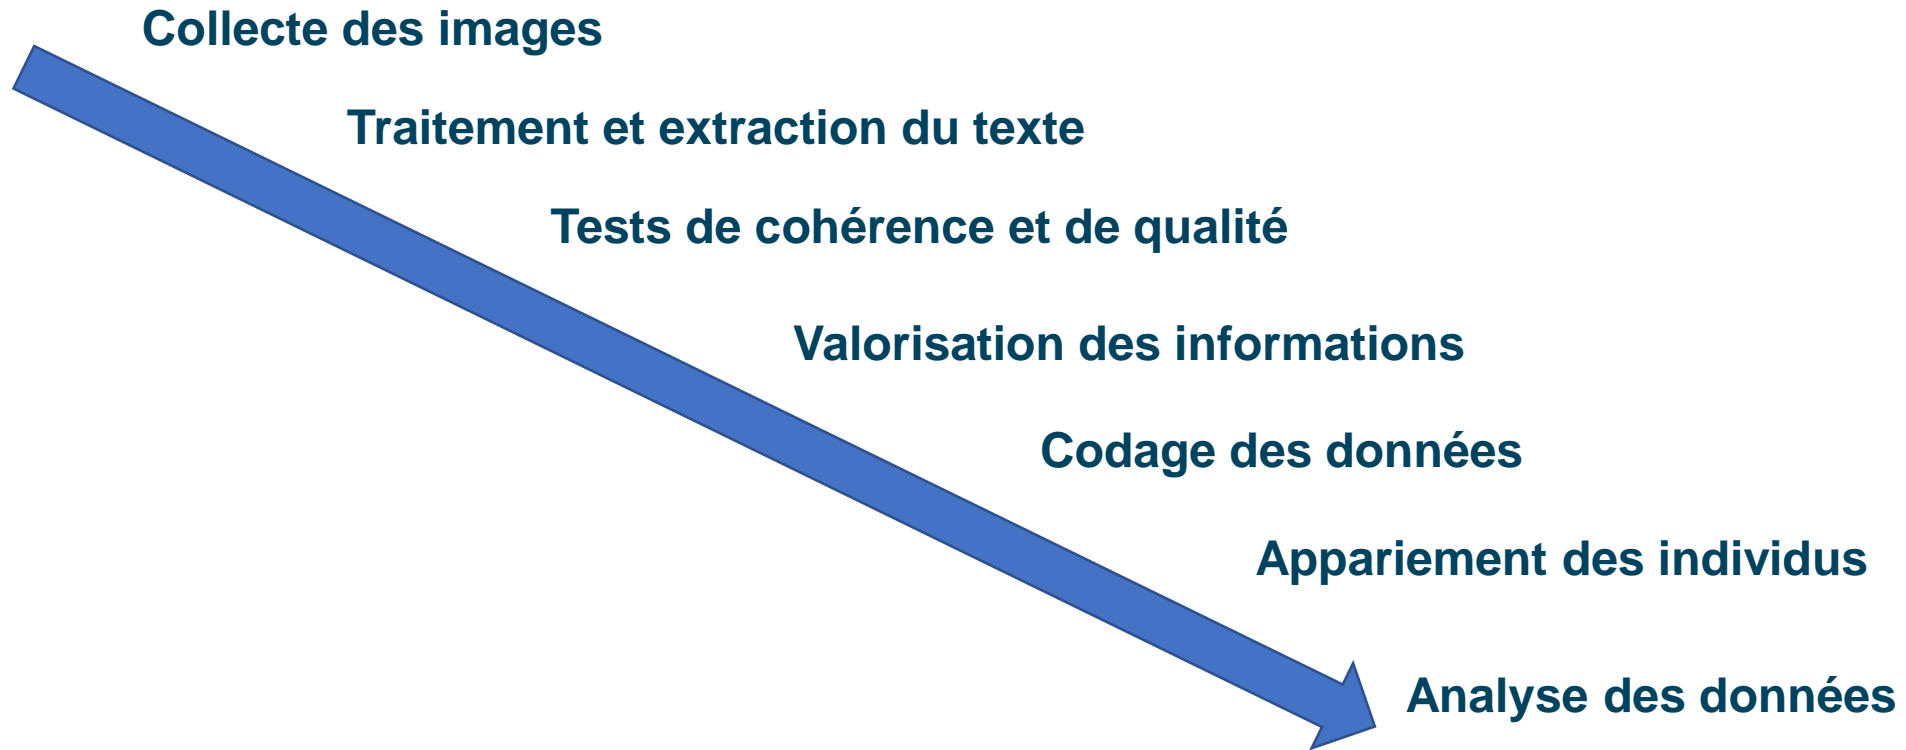 Collecte des images
Traitement et extraction du texte
Tests de cohérence et de qualité
Valorisation des informations
Codage des données
Appariement des individus
Analyse des données